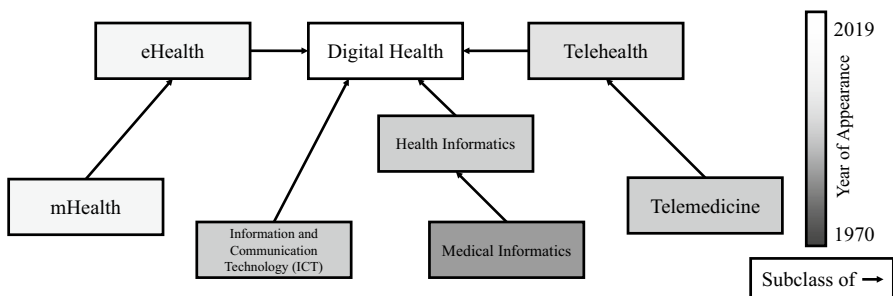 eHealth
Digital Health
Telehealth
2019
Year of Appearance
1970
Health Informatics
mHealth
Information and
Communication
Technology (ICT)
Medical Informatics
Telemedicine
Subclass of